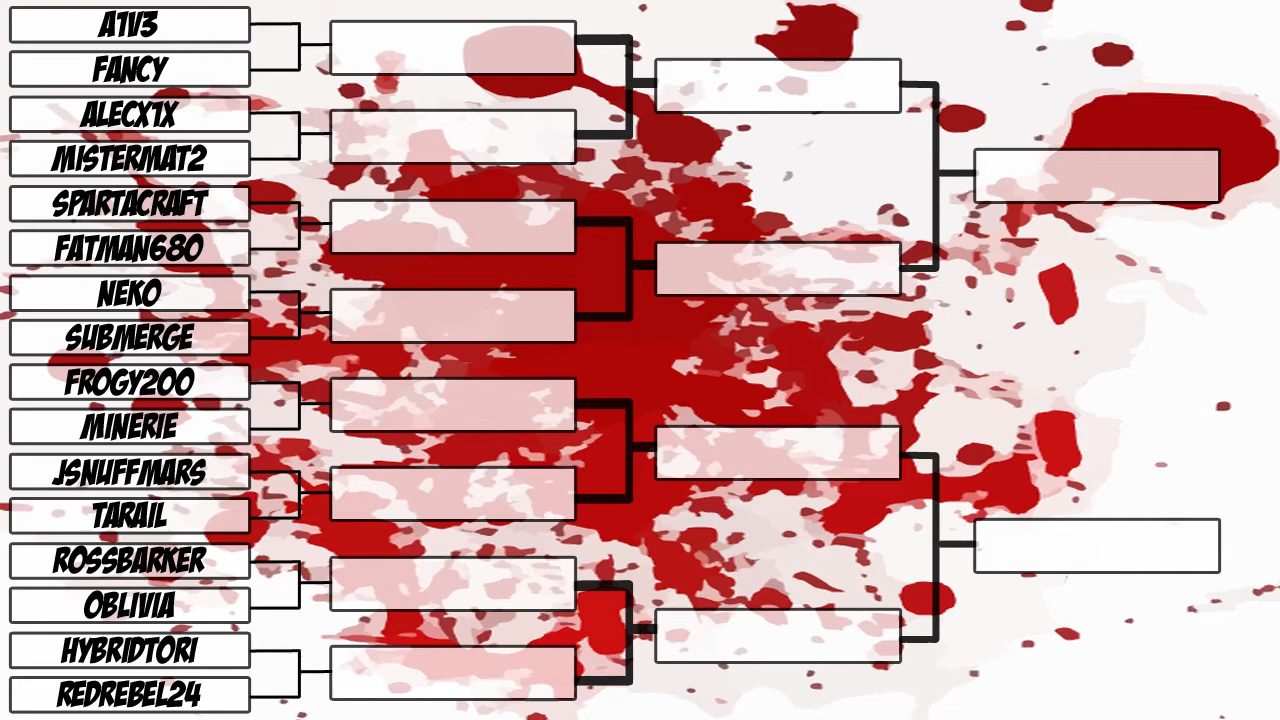 A1V3
FANCY
ALECX1X
MISTERMAT2
SPARTACRAFT
FATMAN680
NEKO
SUBMERGE
FROGY200
MINERIE
JSNUFFMARS
TARAIL
ROSSBARKER
OBLIVIA
HYBRIDTORI
REDREBEL24